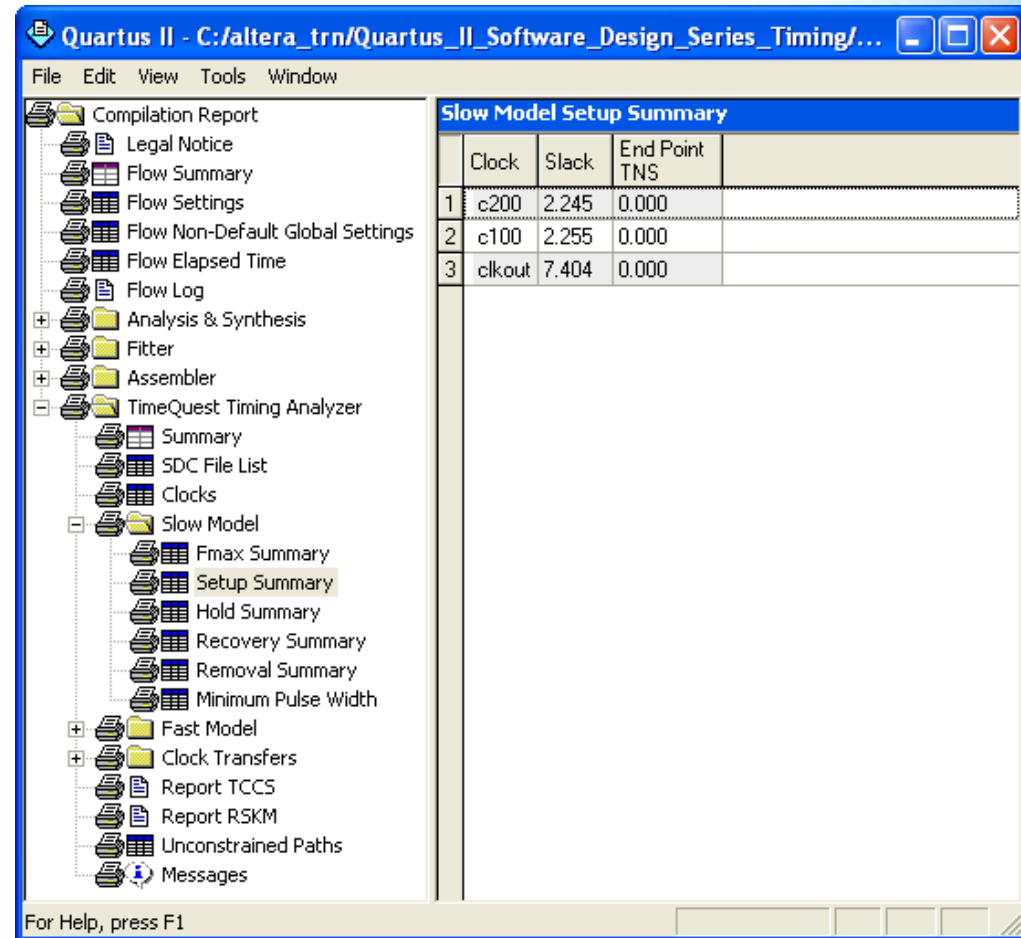 Quartus II - C:/altera_trn/Quartus_II_Software_Design_Series_Timing/...
File Edit View Tools Window
Compilation Report
Legal Notice
Flow Summary
Flow Settings
Flow Non-Default Global Settings
Flow Elapsed Time
Flow Log
Analysis & Synthesis
Fitter
Assembler
TimeQuest Timing Analyzer
Summary
SDC File List
Clocks
Slow Model
Fmax Summary
Setup Summary
Hold Summary
Recovery Summary
Removal Summary
Minimum Pulse Width
Fast Model
Clock Transfers
Report TCCS
Report RSKM
Unconstrained Paths
Messages
Slow Model Setup Summary
Clock Slack End Point TNS
1 c200 2.245 0.000
2 c100 2.255 0.000
3 clkout 7.404 0.000
For Help, press F1